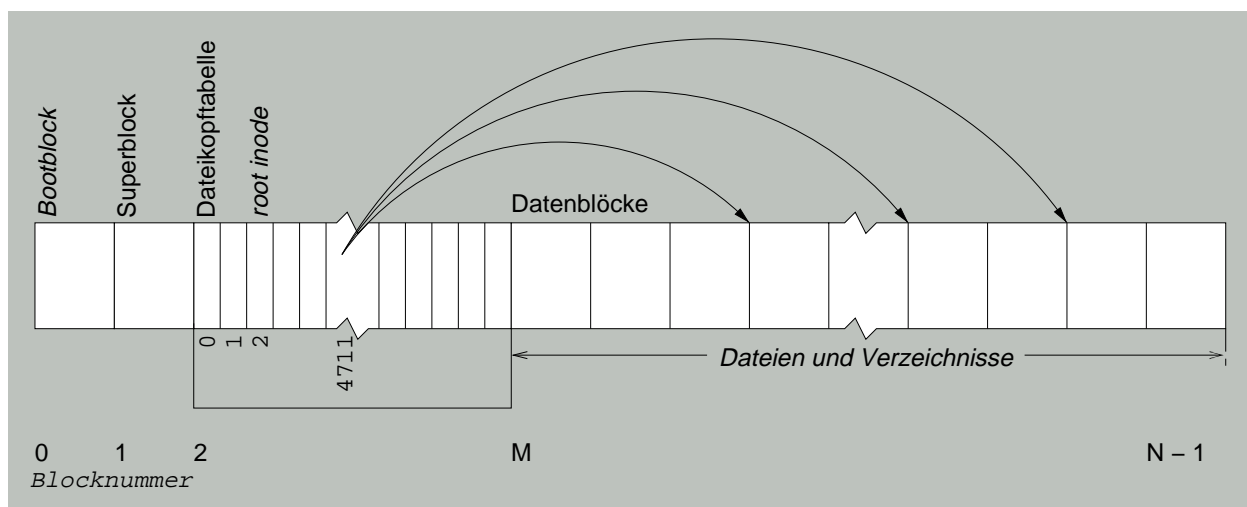 Bootblock
Superblock
Dateikopftabelle
root inode
Datenblöcke
0
1
2
4711
Dateien und Verzeichnisse
0 1 2 M N – 1
Blocknummer